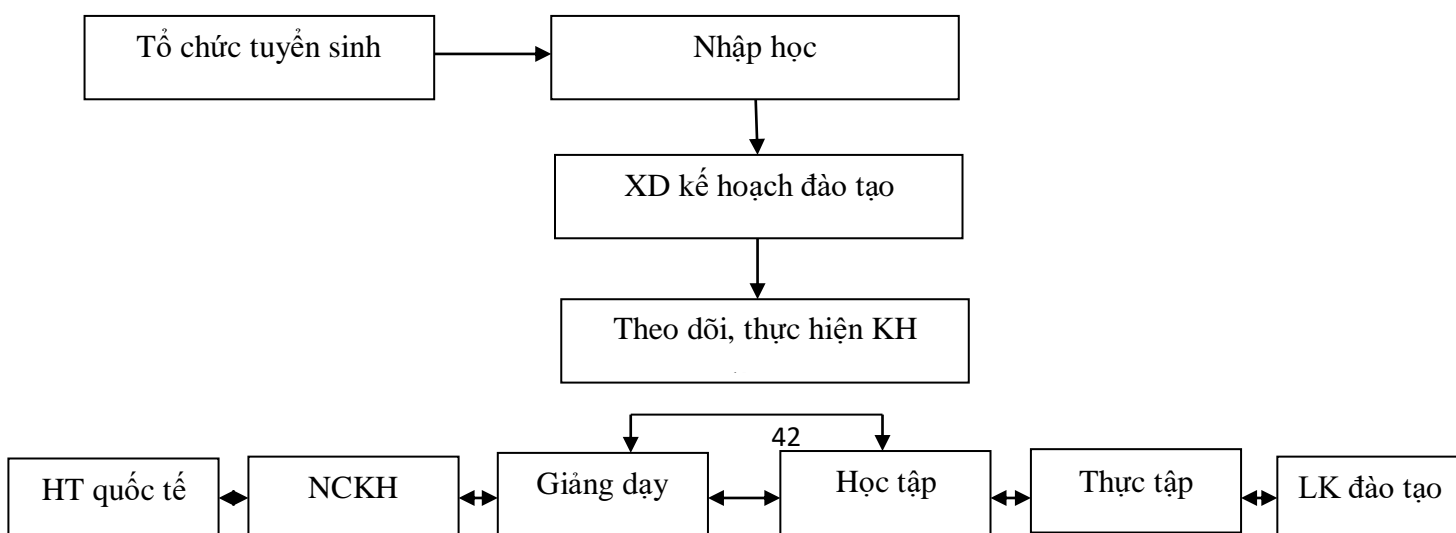 Tổ chức tuyển sinh
Nhập học
XD kế hoạch đào tạo
Theo dõi, thực hiện KH
42
HT quốc tế
NCKH
Giảng dạy
Học tập
Thực tập
LK đào tạo